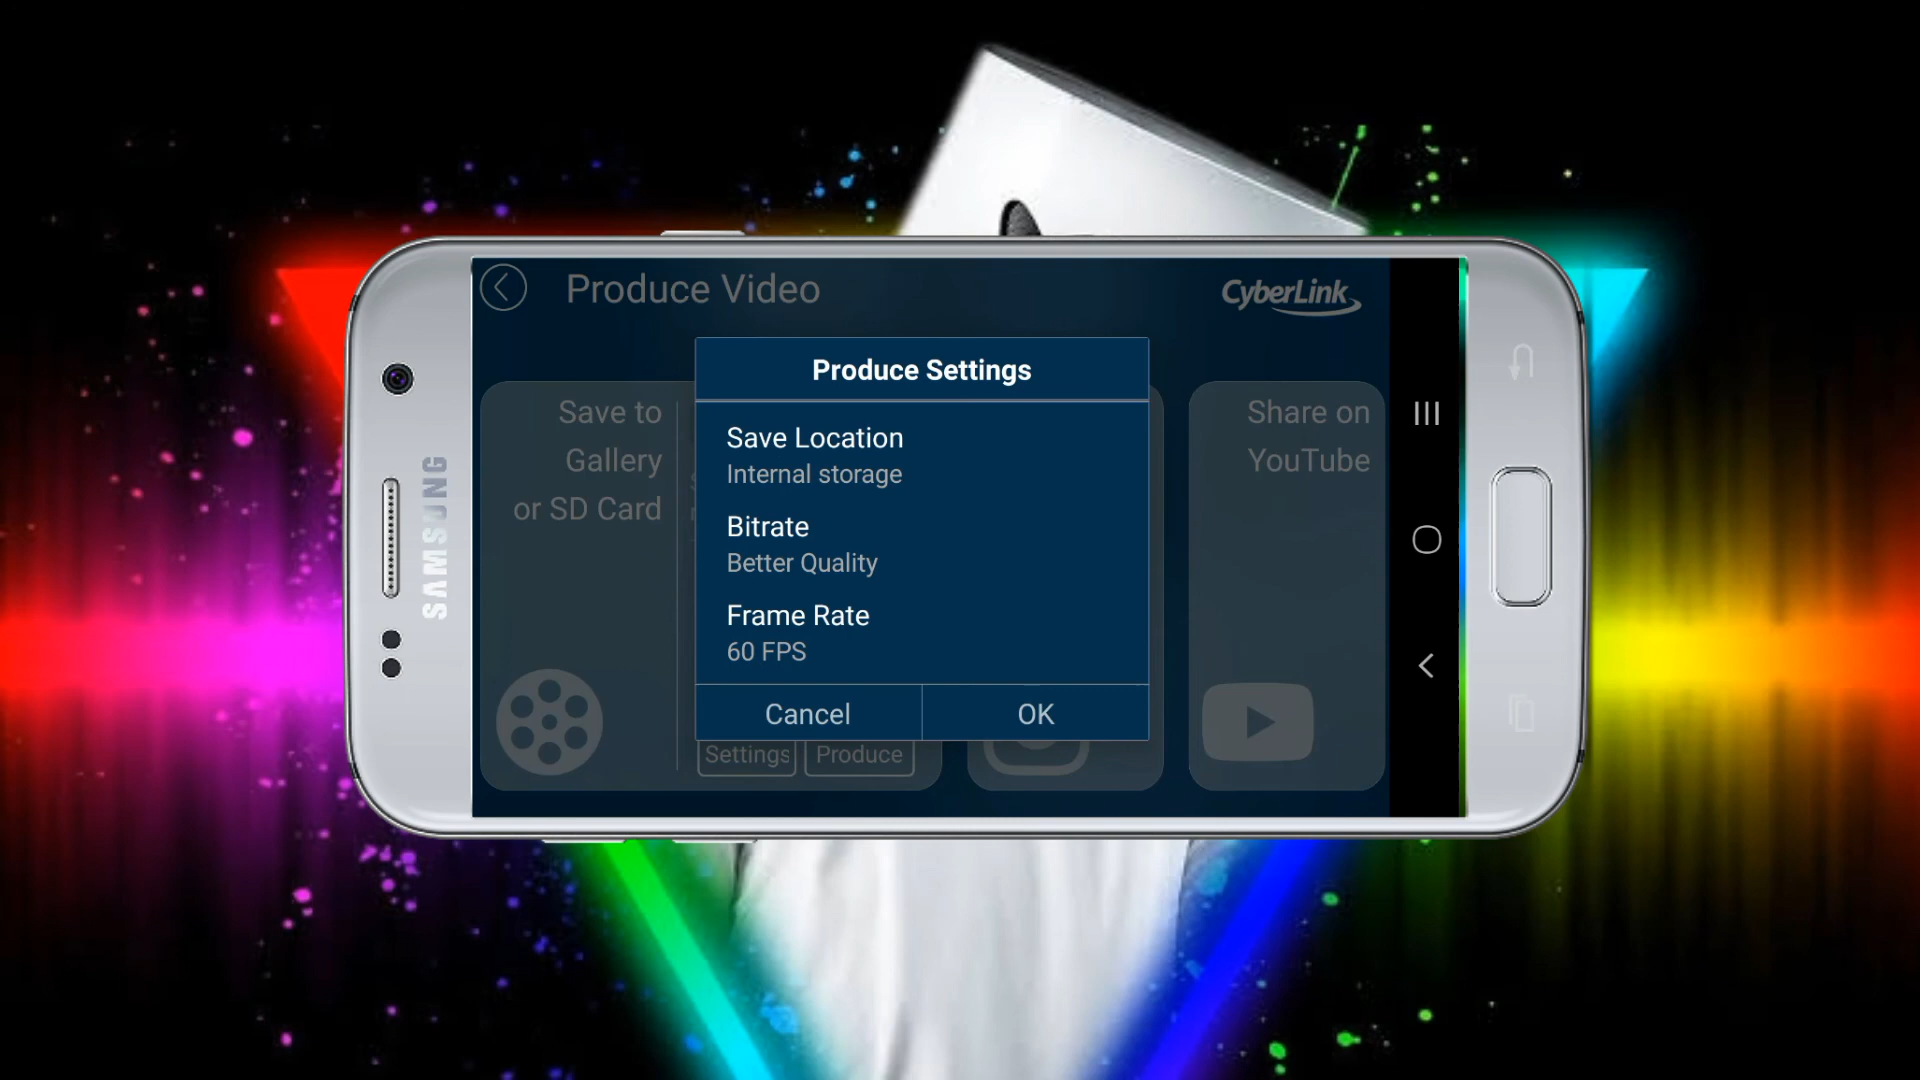 Produce Video
CyberLink
Produce Settings
Save Location
Internal storage
Bitrate
Better Quality
Frame Rate
60 FPS
Cancel
OK
Save to
Gallery
or SD Card
Settings
Produce
Share on
YouTube
SAMSUNG